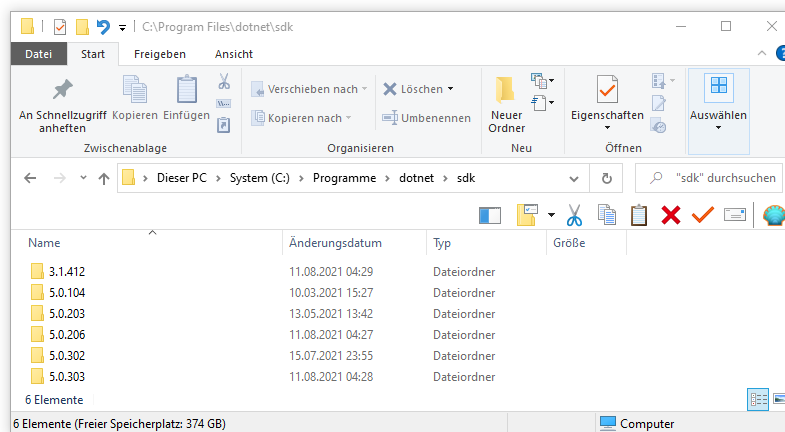 C:\Program Files\dotnet\sdk
Datei Start Freigeben Ansicht
An Schnellzugriff anheften Kopieren Einfügen
Zwischenablage
Verschieben nach Löschen
Kopieren nach Umbenennen
Organisieren
Neuer Ordner
Neu
Eigenschaften
Öffnen
Auswählen
Dieser PC System (C:) Programme dotnet sdk "sdk" durchsuchen
Name Änderungsdatum Typ Größe
3.1.412 11.08.2021 04:29 Dateiordner
5.0.104 10.03.2021 15:27 Dateiordner
5.0.203 13.05.2021 13:42 Dateiordner
5.0.206 11.08.2021 04:27 Dateiordner
5.0.302 15.07.2021 23:55 Dateiordner
5.0.303 11.08.2021 04:28 Dateiordner
6 Elemente
6 Elemente (Freier Speicherplatz: 374 GB) Computer